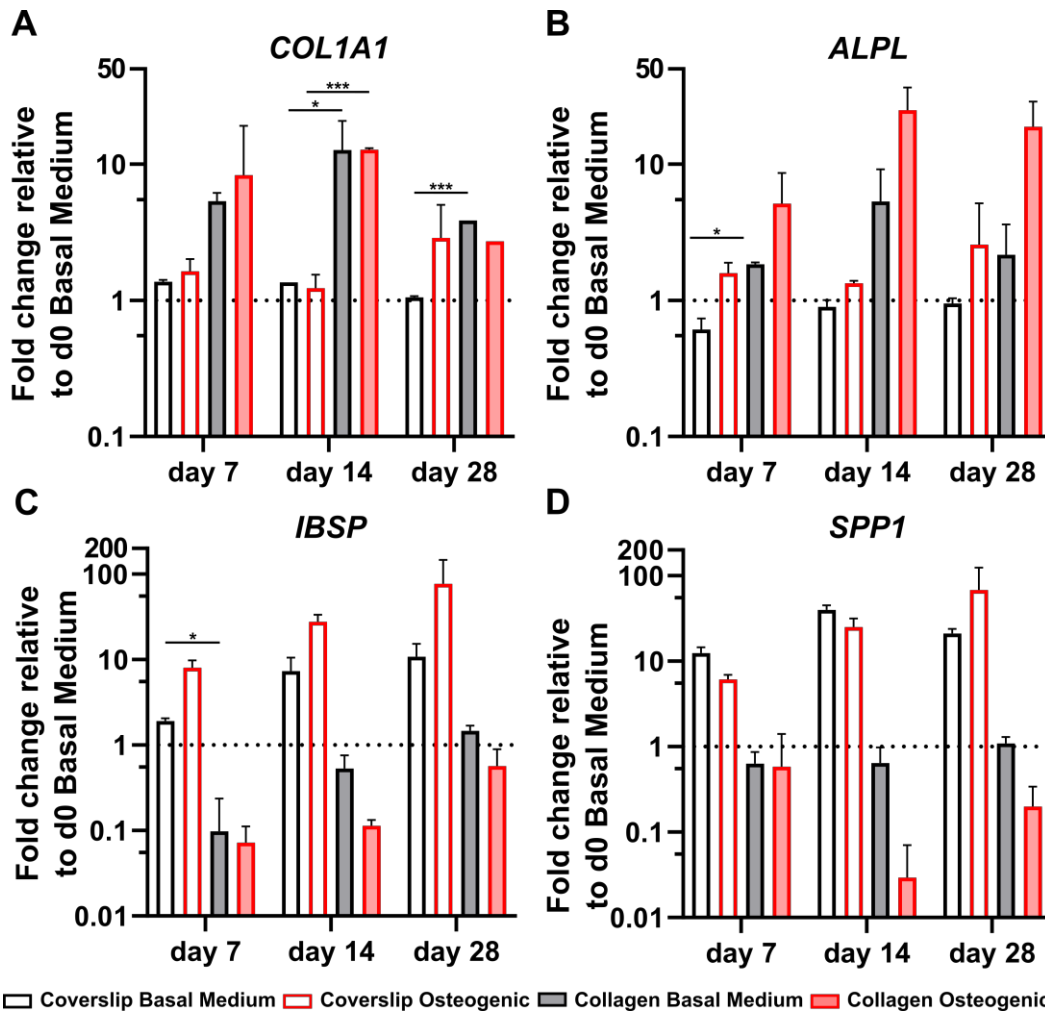 A
COL1A1
Fold change relative
to d0 Basal Medium
50
10
1
0.1
*
***
***
day 7
day 14
day 28
B
ALPL
Fold change relative
to d0 Basal Medium
50
10
1
0.1
*
day 7
day 14
day 28
C
IBSP
Fold change relative
to d0 Basal Medium
200
100
10
1
0.1
0.01
*
day 7
day 14
day 28
D
SPP1
Fold change relative
to d0 Basal Medium
200
100
10
1
0.1
0.01
day 7
day 14
day 28
Coverslip Basal Medium Coverslip Osteogenic Collagen Basal Medium Collagen Osteogenic